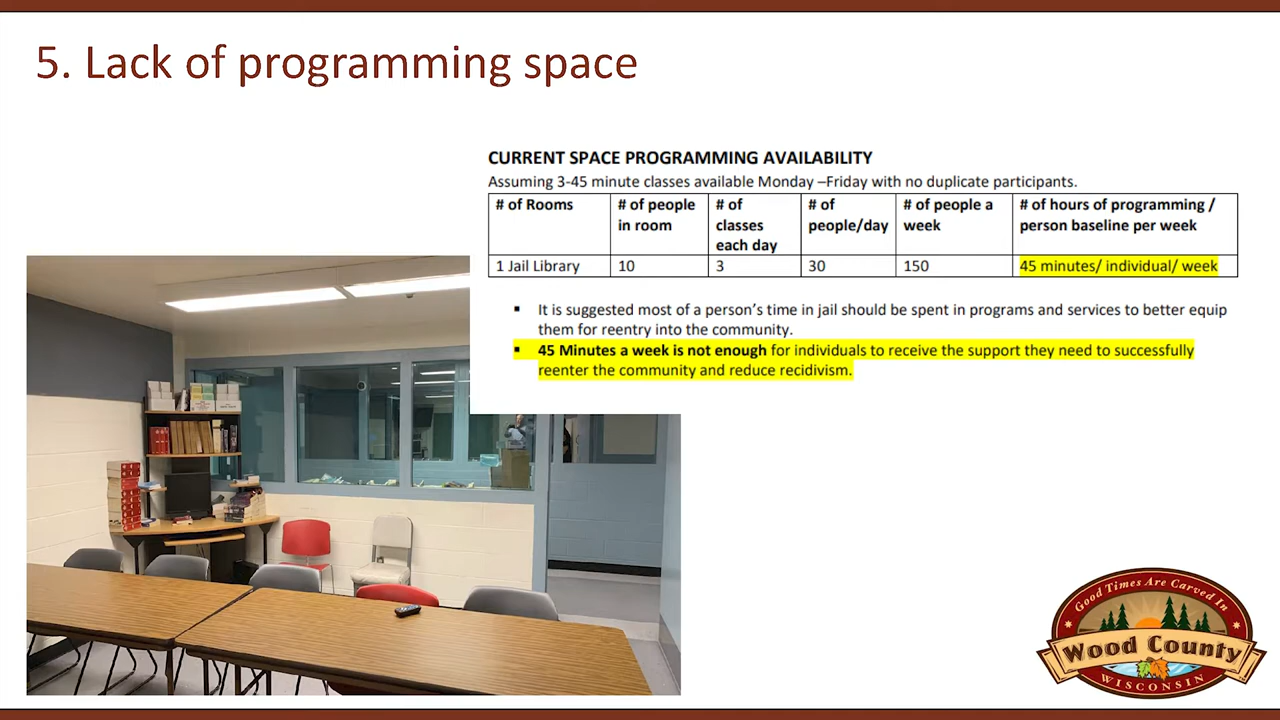 5. Lack of programming space
CURRENT SPACE PROGRAMMING AVAILABILITY
Assuming 3-45 minute classes available Monday –Friday with no duplicate participants.
# of Rooms
# of people
in room
# of
classes
each day
# of
people/day
# of people a
week
# of hours of programming /
person baseline per week
1 Jail Library
10
3
30
150
45 minutes/ individual/ week
▪ It is suggested most of a person's time in jail should be spent in programs and services to better equip
them for reentry into the community.
▪ 45 Minutes a week is not enough for individuals to receive the support they need to successfully
reenter the community and reduce recidivism.
Good Times Are Carved In
Wood County
WISCONSIN